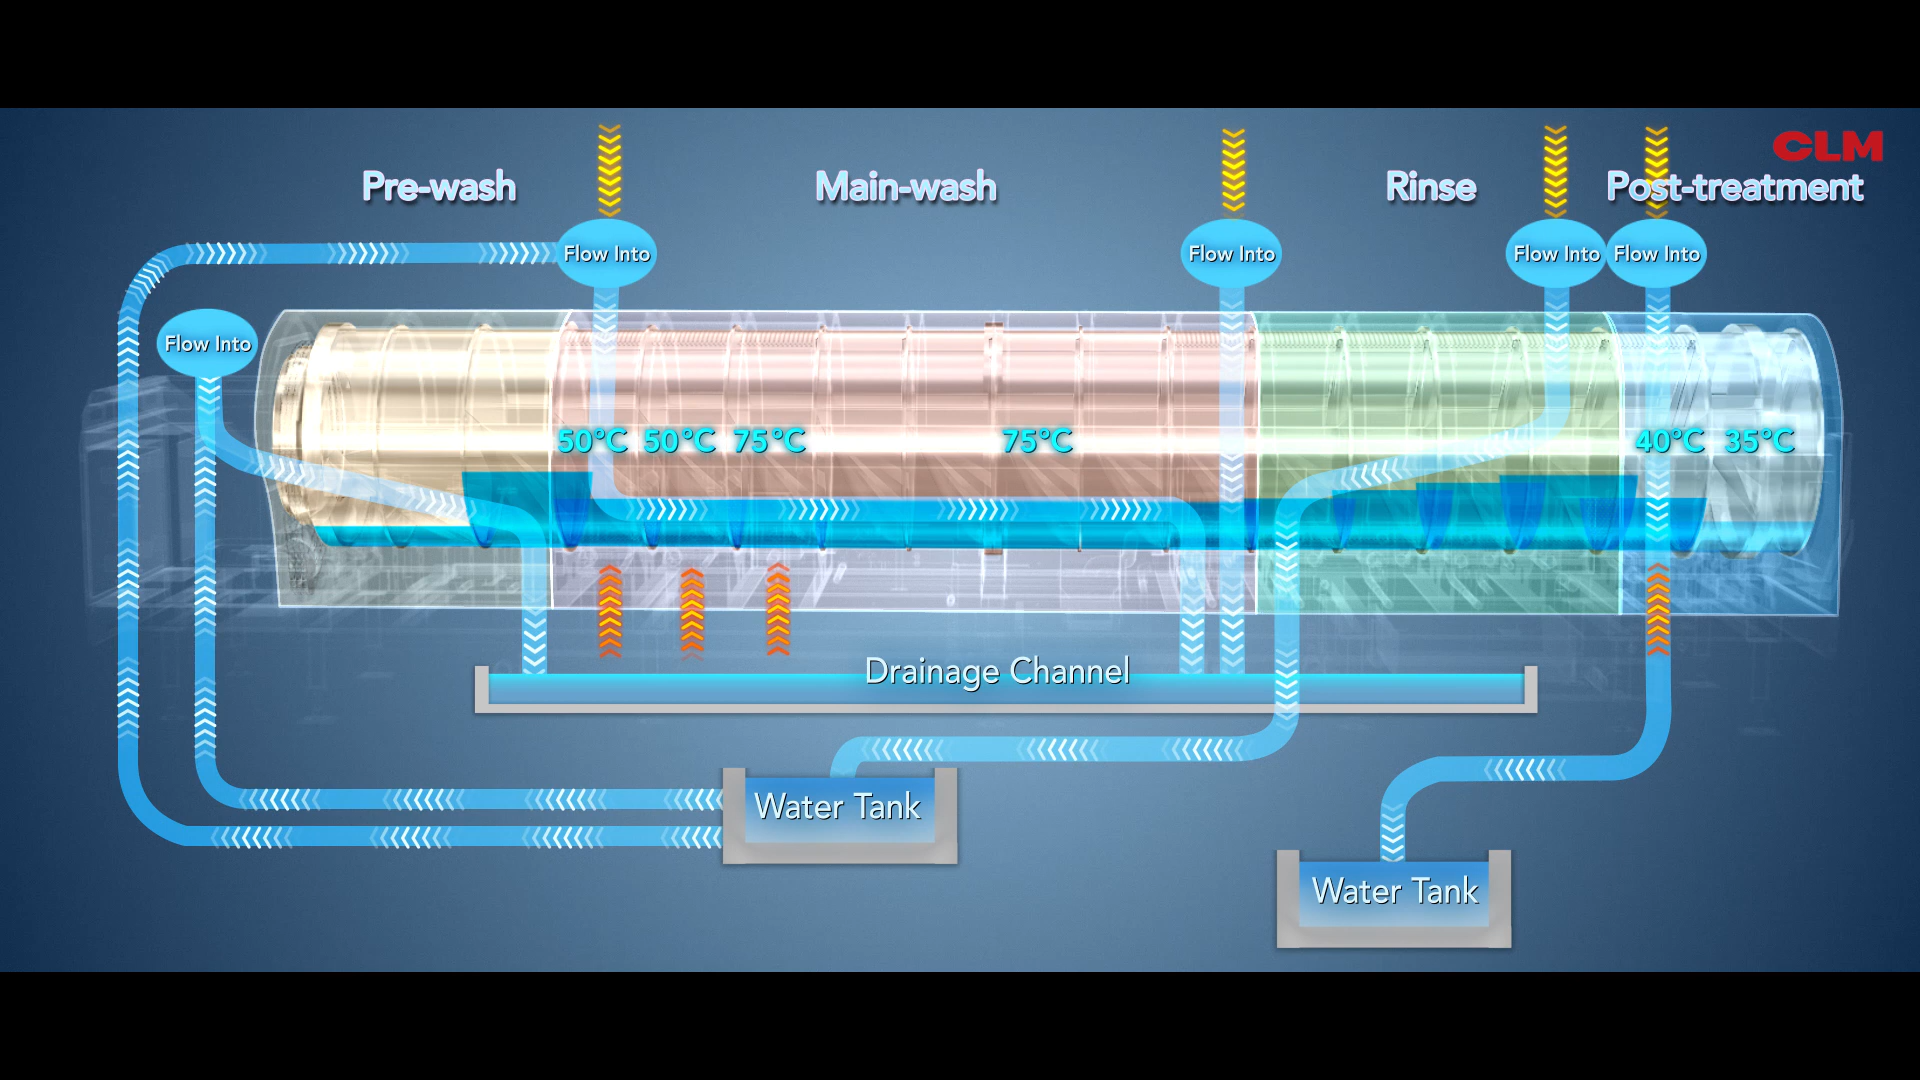 CLM
Pre-wash
Main-wash
Rinse
Post-treatment
Flow Into
Flow Into
Flow Into
Flow Into
Flow Into
50°C
50°C
75°C
75°C
40°C
35°C
Drainage Channel
Water Tank
Water Tank